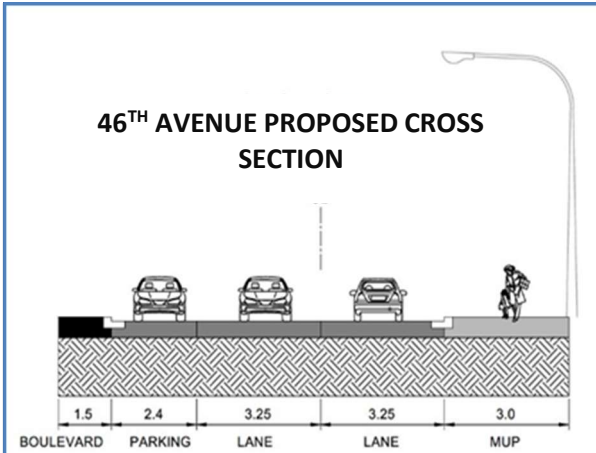 46TH AVENUE PROPOSED CROSS
SECTION
1.5 2.4 3.25 3.25 3.0
BOULEVARD PARKING LANE LANE MUP